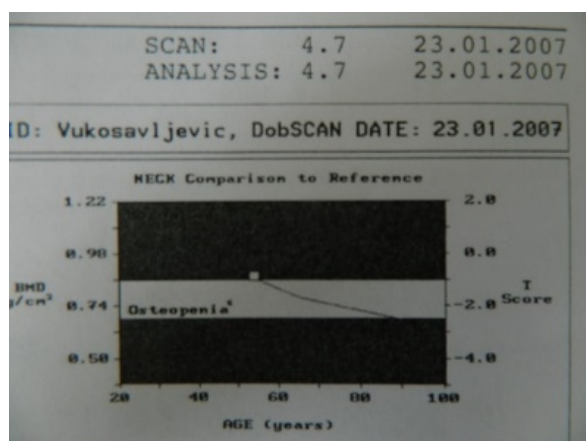 SCAN: 4.7 23.01.2007
ANALYSIS: 4.7 23.01.2007
ID: Vukosavljevic, DobSCAN DATE: 23.01.2007
NECK Comparison to Reference
1.22 2.0
0.98 0.0
BMD T
g/cm² 0.74 Osteopenia -2.0 Score
0.50 -4.0
20 40 60 80 100
AGE (years)